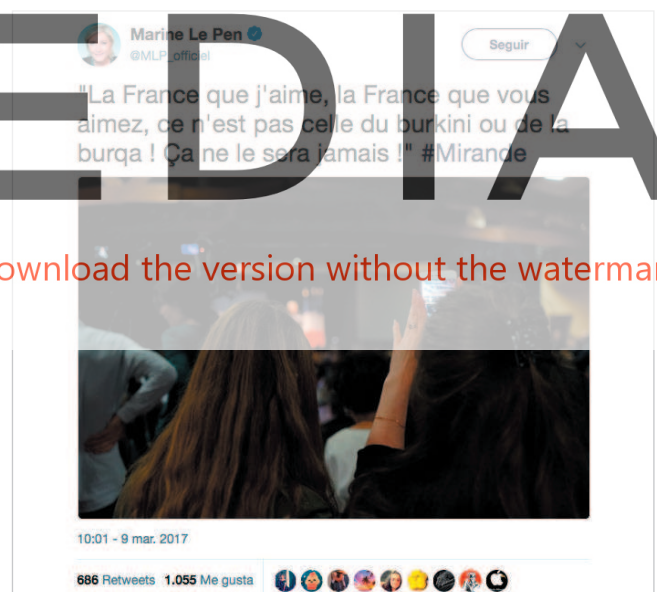 EDIA
Marine Le Pen
@MLP_officiel
Seguir
"La France que j'aime, la France que vous
aimez, ce n'est pas celle du burkini ou de la
burqa ! Ça ne le sera jamais !" #Mirande
ownload the version without the waterma
10:01 - 9 mar. 2017
686 Retweets 1.055 Me gusta